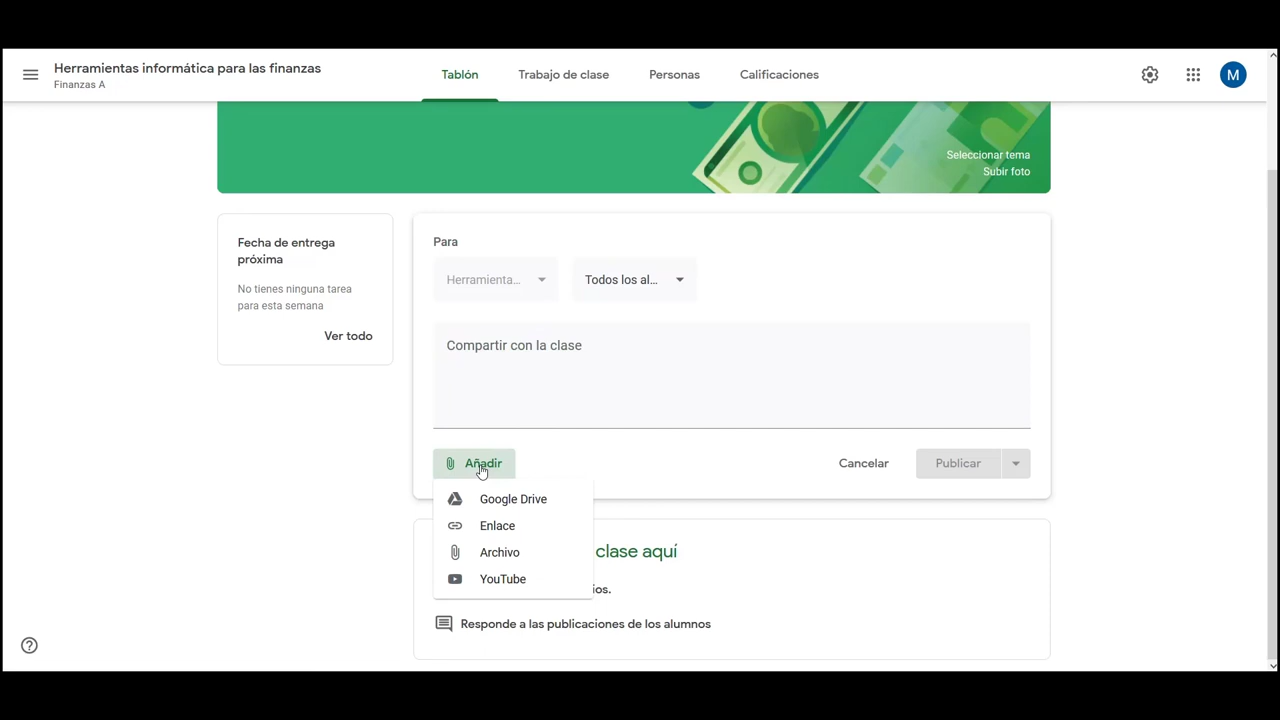 Herramientas informática para las finanzas
Finanzas A
Tablón
Trabajo de clase
Personas
Calificaciones
M
Seleccionar tema
Subir foto
Fecha de entrega
próxima
No tienes ninguna tarea
para esta semana
Ver todo
Para
Herramienta...
Todos los al...
Compartir con la clase
Añadir
Cancelar
Publicar
Google Drive
Enlace
Archivo
YouTube
clase aquí
ios.
Responde a las publicaciones de los alumnos